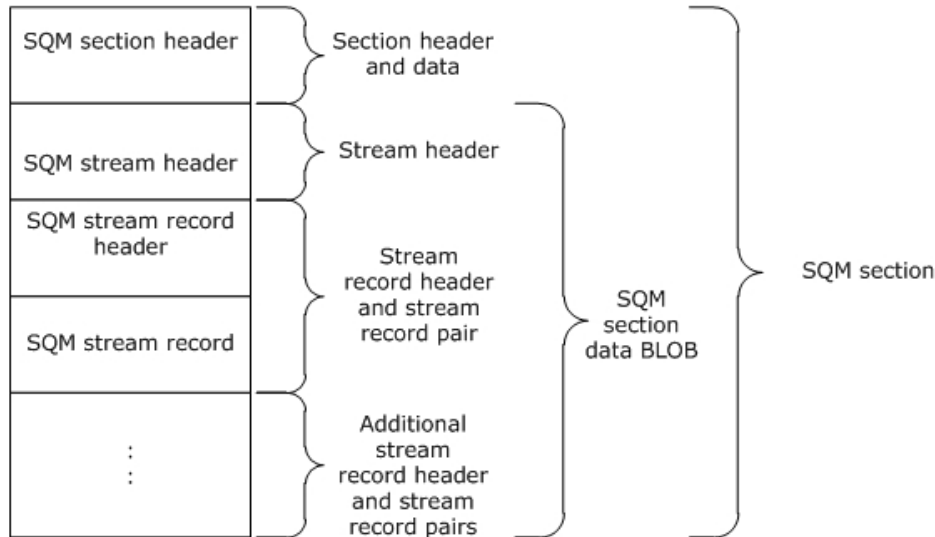 SQM section header
Section header
and data
SQM stream header
Stream header
SQM stream record
header
Stream
record header
and stream
record pair
SQM stream record
SQM
section
data BLOB
SQM section
:
:
Additional
stream
record header
and stream
record pairs